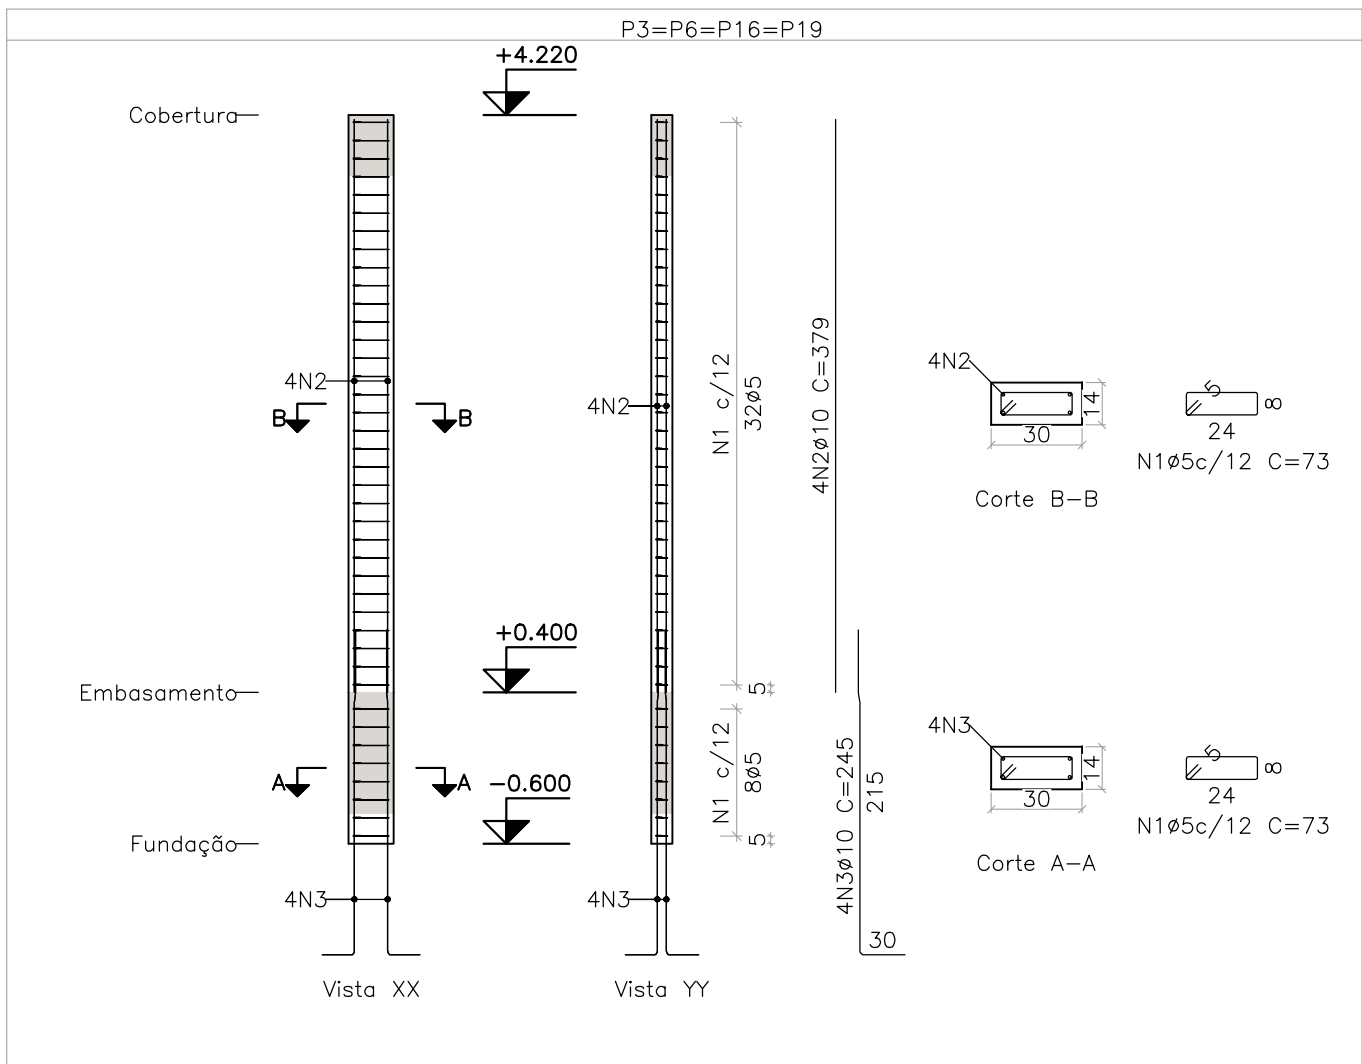 P3=P6=P16=P19
+4.220
Cobertura
4N2
B
B
+0.400
Embasamento
A
A
-0.600
Fundação
4N3
Vista XX
4N2
4N3
Vista YY
N1 c/12
32ø5
5
N1 c/12
8ø5
5
4N2ø10 C=379
4N3ø10 C=245
215
30
4N2
14
30
Corte B-B
5
8
24
N1ø5c/12 C=73
4N3
14
30
Corte A-A
5
8
24
N1ø5c/12 C=73